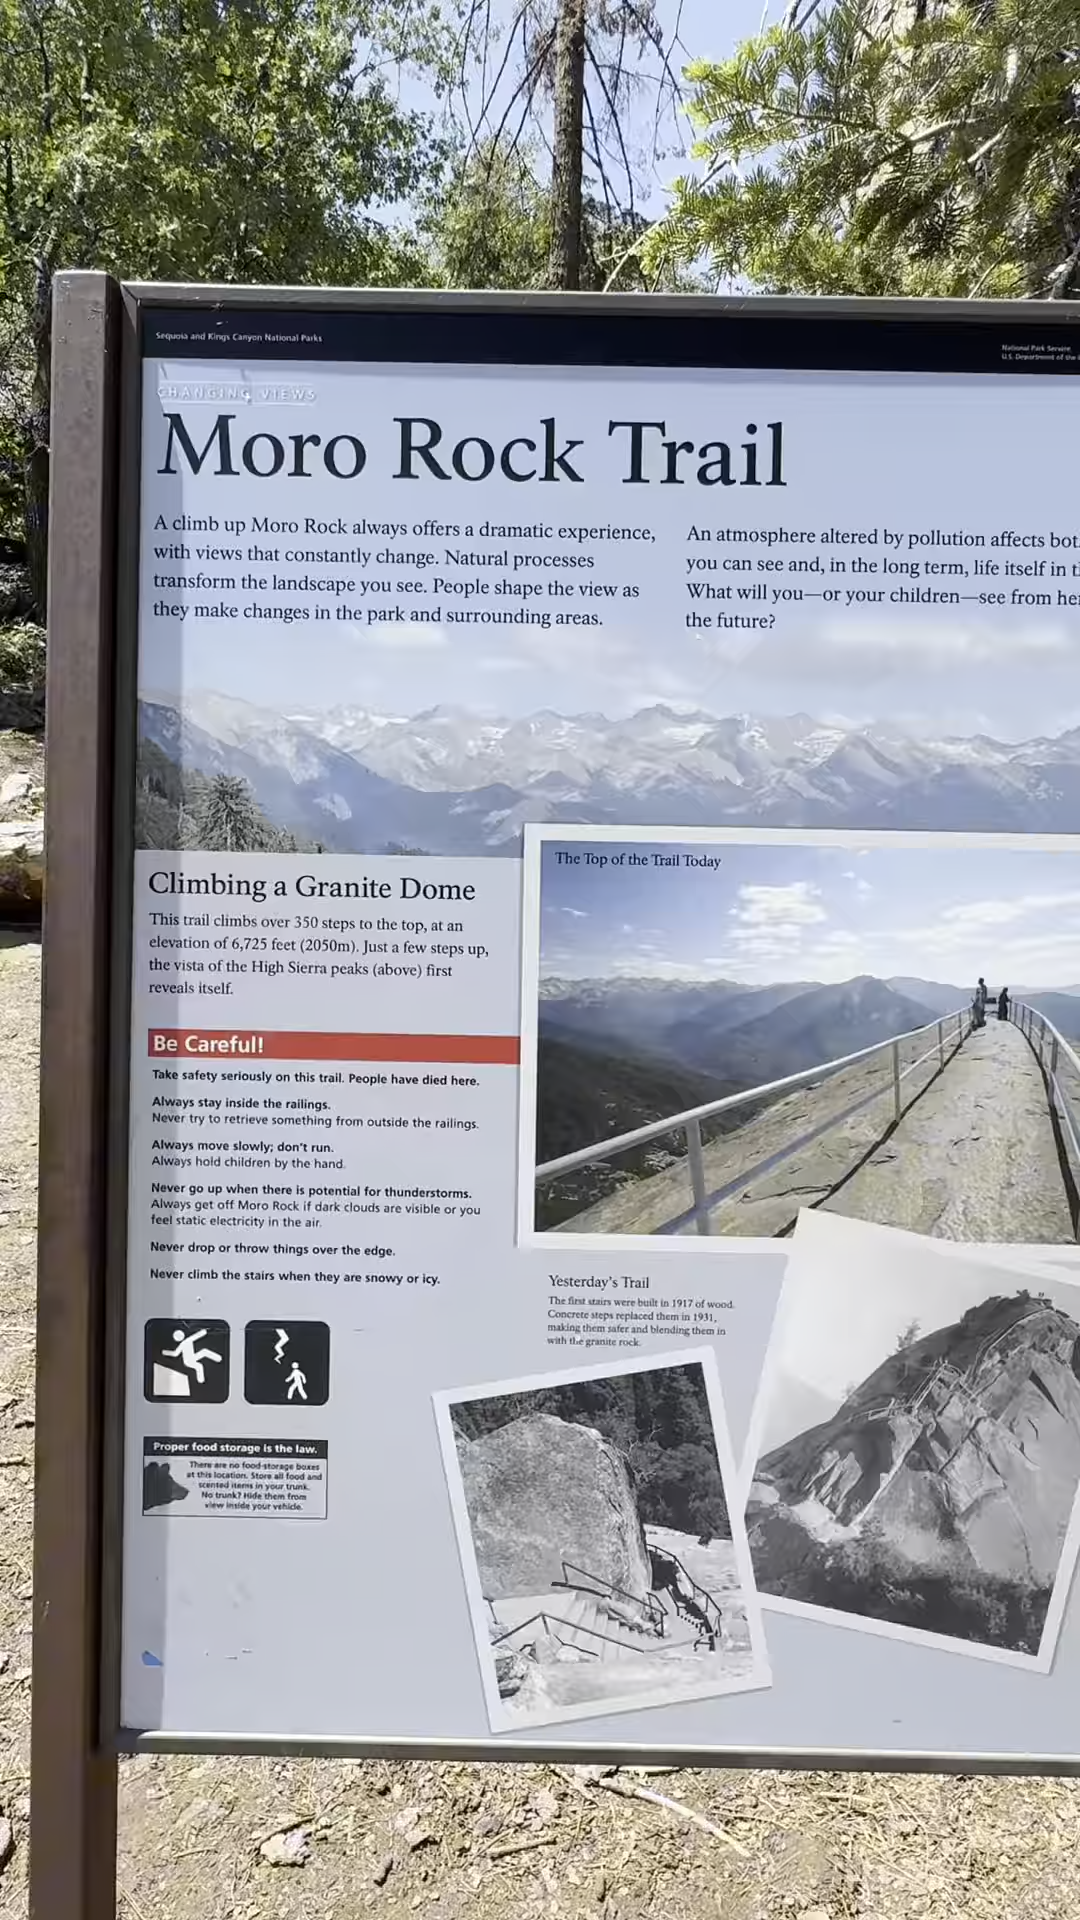 Sequoia and Kings Canyon National Parks
National Park Service
U.S. Department of the
CHANGING VIEWS
Moro Rock Trail
A climb up Moro Rock always offers a dramatic experience,
with views that constantly change. Natural processes
transform the landscape you see. People shape the view as
they make changes in the park and surrounding areas.
An atmosphere altered by pollution affects
you can see and, in the long term, life itself in
What will you—or your children—see from
the future?
Climbing a Granite Dome
This trail climbs over 350 steps to the top, at an
elevation of 6,725 feet (2050m). Just a few steps up,
the vista of the High Sierra peaks (above) first
reveals itself.
Be Careful!
Take safety seriously on this trail. People have died here.
Always stay inside the railings.
Never try to retrieve something from outside the railings.
Always move slowly; don't run.
Always hold children by the hand.
Never go up when there is potential for thunderstorms.
Always get off Moro Rock if dark clouds are visible or you
feel static electricity in the air.
Never drop or throw things over the edge.
Never climb the stairs when they are snowy or icy.
Proper food storage is the law.
There are no food-storage boxes
at this location. Store all food and
scented items in your trunk.
No trunk? Hide them from
view inside your vehicle.
The Top of the Trail Today
Yesterday's Trail
The first stairs were built in 1917 of wood.
Concrete steps replaced them in 1931,
making them safer and blending them in
with the granite rock.